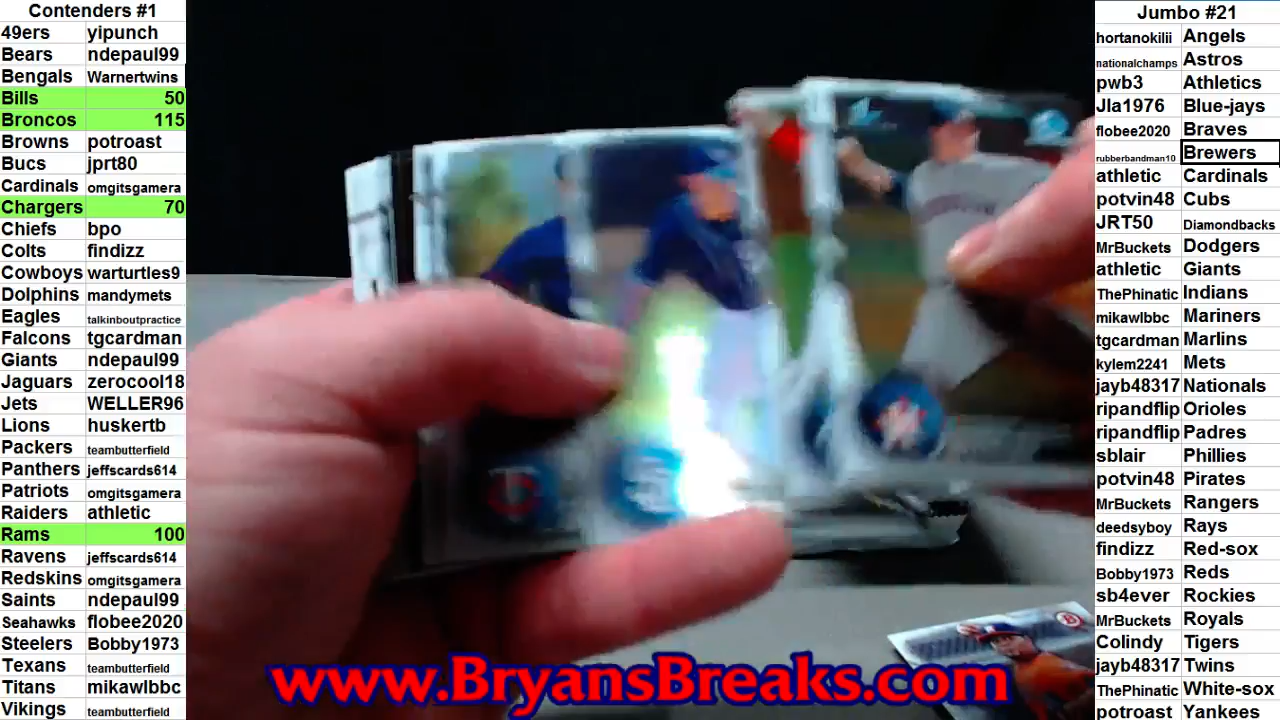 Contenders #1
49ers yipunch
Bears ndepaul99
Bengals Warnertwins
Bills 50
Broncos 115
Browns potroast
Bucs jprt80
Cardinals omgitsgamera
Chargers 70
Chiefs bpo
Colts findizz
Cowboys warturtles9
Dolphins mandymets
Eagles talkinboutpractice
Falcons tgcardman
Giants ndepaul99
Jaguars zerocool18
Jets WELLER96
Lions huskertb
Packers teambutterfield
Panthers jeffscards614
Patriots omgitsgamera
Raiders athletic
Rams 100
Ravens jeffscards614
Redskins omgitsgamera
Saints ndepaul99
Seahawks flobee2020
Steelers Bobby1973
Texans teambutterfield
Titans mikawlbbc
Vikings teambutterfield
www.BryansBreaks.com
Jumbo #21
hortanokilii Angels
nationalchamps Astros
pwb3 Athletics
Jla1976 Blue-jays
flobee2020 Braves
rubberbandman10 Brewers
athletic Cardinals
potvin48 Cubs
JRT50 Diamondbacks
MrBuckets Dodgers
athletic Giants
ThePhinatic Indians
mikawlbbc Mariners
tgcardman Marlins
kylem2241 Mets
jayb48317 Nationals
ripandflip Orioles
ripandflip Padres
sblair Phillies
potvin48 Pirates
MrBuckets Rangers
deedsyboy Rays
findizz Red-sox
Bobby1973 Reds
sb4ever Rockies
MrBuckets Royals
Colindy Tigers
jayb48317 Twins
ThePhinatic White-sox
potroast Yankees